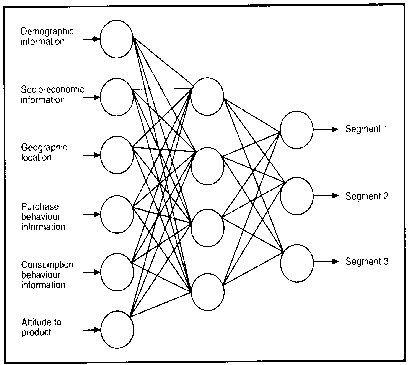 Demographic
information
Socio-economic
information
Geographic
location
Purchase
behaviour
information
Consumption
behaviour
information
Attitude to
product
Segment 1
Segment 2
Segment 3